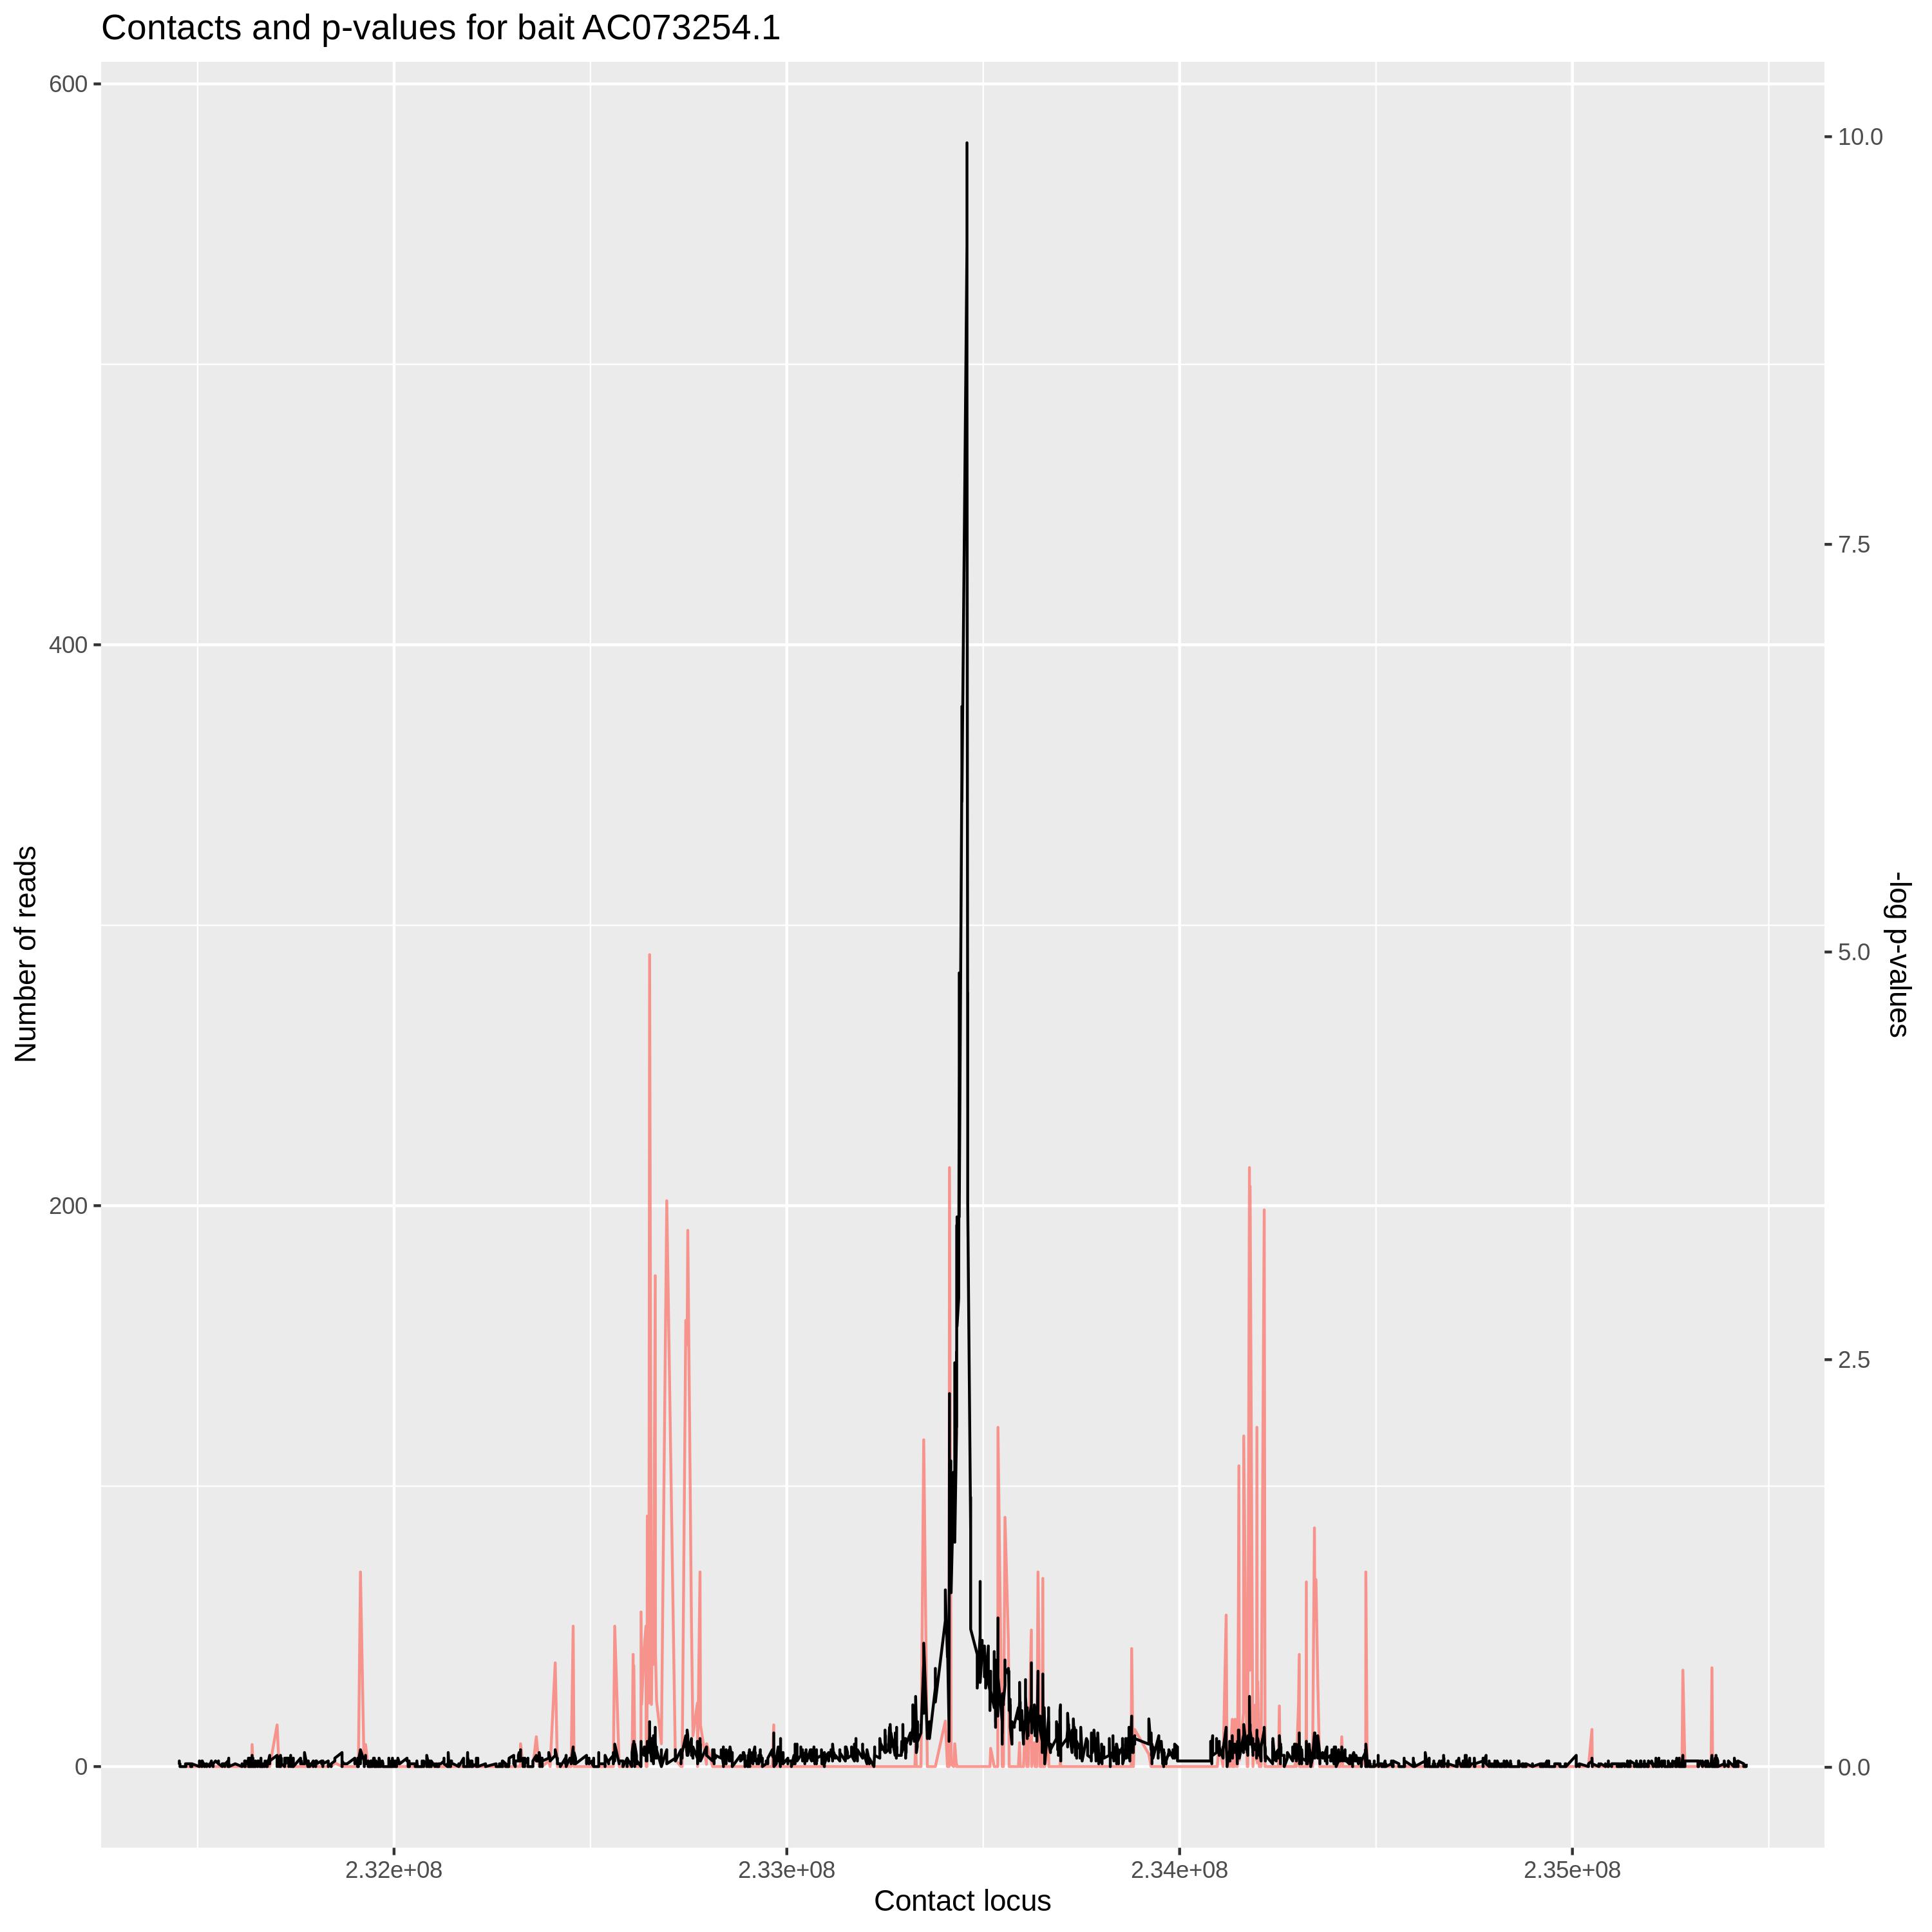 Contacts and p-values for bait AC073254.1
600
400
200
0
Number of reads
10.0
7.5
5.0
2.5
0.0
-log p-values
2.32e+08
2.33e+08
2.34e+08
2.35e+08
Contact locus